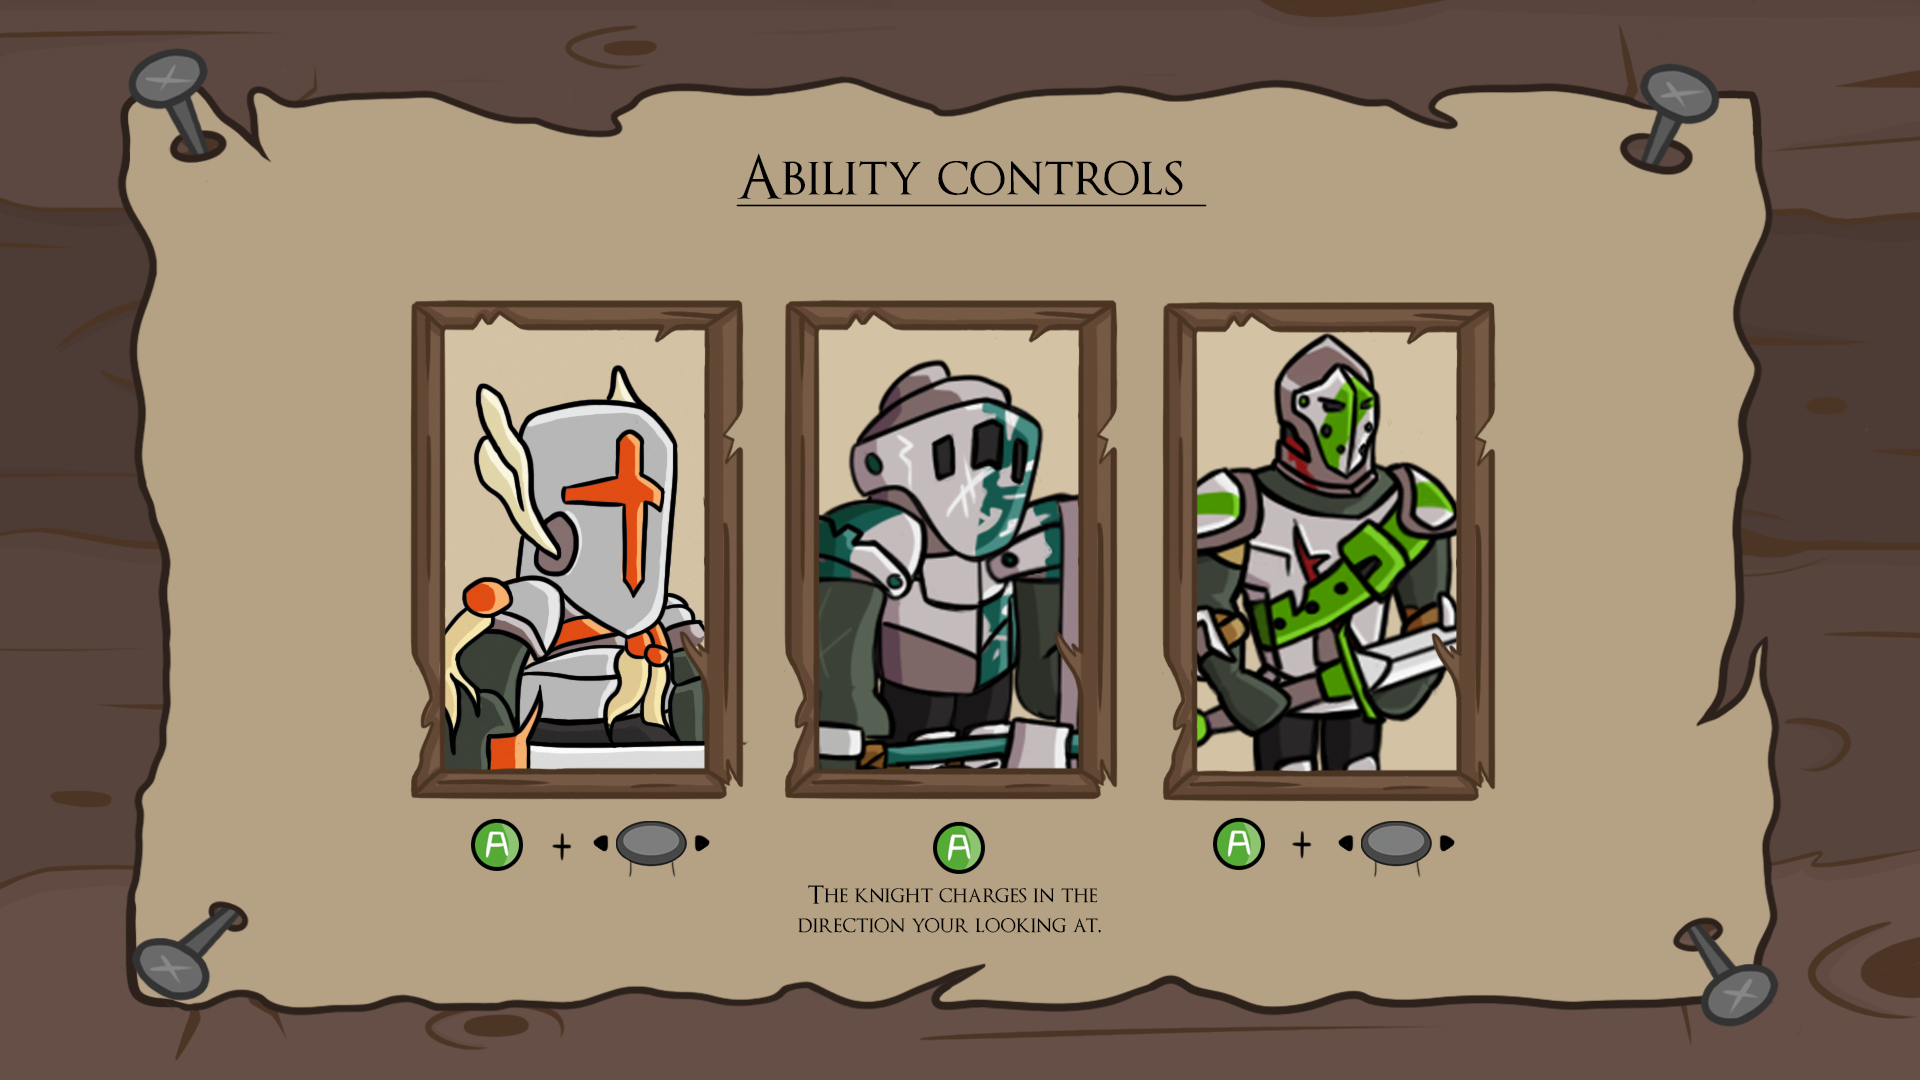 Ability controls
A + A A +
The knight charges in the
direction your looking at.